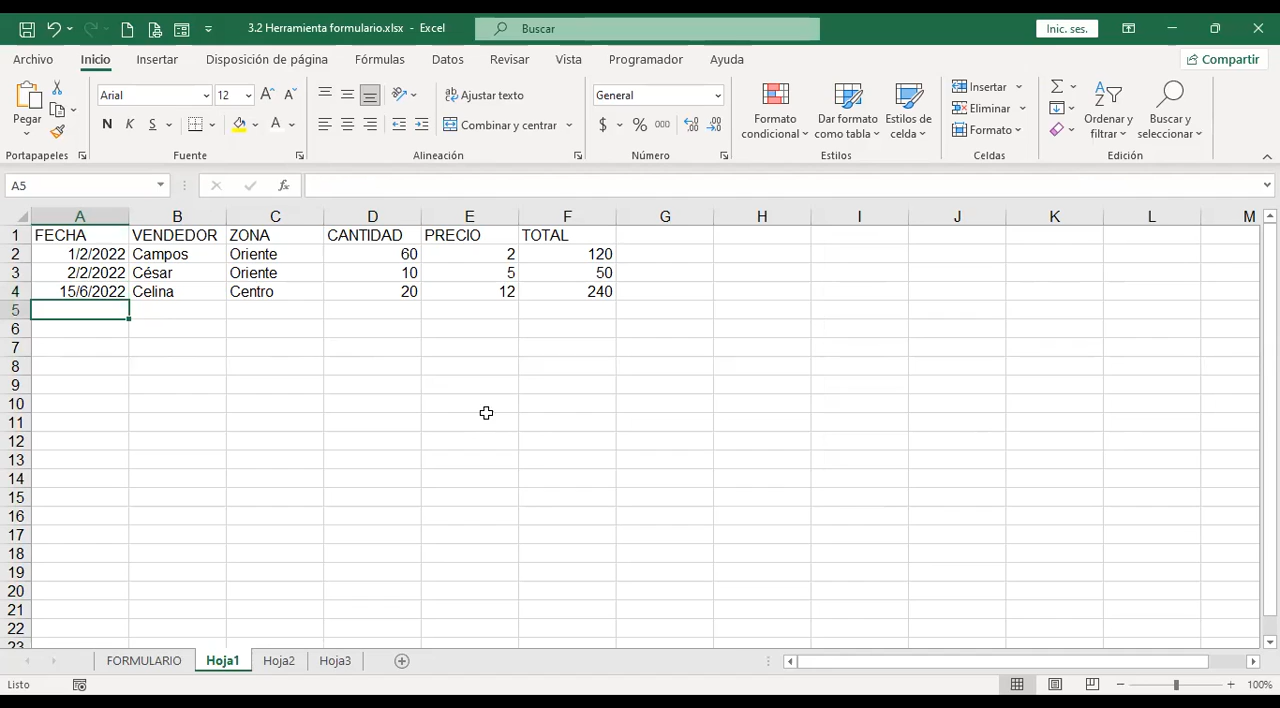 3.2 Herramienta formulario.xlsx - Excel
Buscar
Inic. ses.
Archivo Inicio Insertar Disposición de página Fórmulas Datos Revisar Vista Programador Ayuda
Compartir
Pegar
Portapapeles
Arial 12
N K S
Fuente
Ajustar texto
Combinar y centrar
Alineación
General
$ % 000
Número
Formato condicional
Dar formato como tabla
Estilos de celda
Estilos
Insertar
Eliminar
Formato
Celdas
Ordenar y filtrar
Buscar y seleccionar
Edición
A5
fx
A B C D E F G H I J K L M
1 FECHA VENDEDOR ZONA CANTIDAD PRECIO TOTAL
2 1/2/2022 Campos Oriente 60 2 120
3 2/2/2022 César Oriente 10 5 50
4 15/6/2022 Celina Centro 20 12 240
5
6
7
8
9
10
11
12
13
14
15
16
17
18
19
20
21
22
23
FORMULARIO Hoja1 Hoja2 Hoja3
Listo
100%